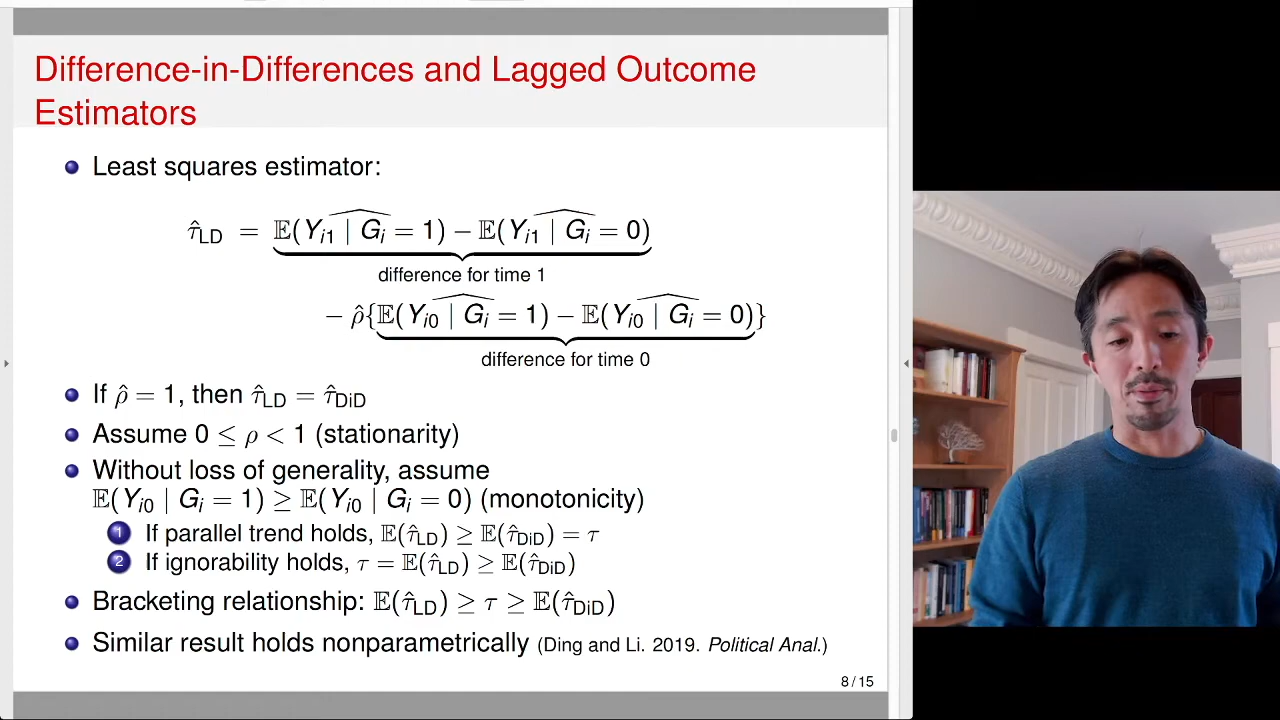 Difference-in-Differences and Lagged Outcome
Estimators
Least squares estimator:
τ̂_LD = 𝔼(Y_i1 | G_i = 1)^ − 𝔼(Y_i1 | G_i = 0)^
difference for time 1
− ρ̂{𝔼(Y_i0 | G_i = 1)^ − 𝔼(Y_i0 | G_i = 0)^}
difference for time 0
If ρ̂ = 1, then τ̂_LD = τ̂_DiD
Assume 0 ≤ ρ < 1 (stationarity)
Without loss of generality, assume
𝔼(Y_i0 | G_i = 1) ≥ 𝔼(Y_i0 | G_i = 0) (monotonicity)
1 If parallel trend holds, 𝔼(τ̂_LD) ≥ 𝔼(τ̂_DiD) = τ
2 If ignorability holds, τ = 𝔼(τ̂_LD) ≥ 𝔼(τ̂_DiD)
Bracketing relationship: 𝔼(τ̂_LD) ≥ τ ≥ 𝔼(τ̂_DiD)
Similar result holds nonparametrically (Ding and Li. 2019. Political Anal.)
8 / 15